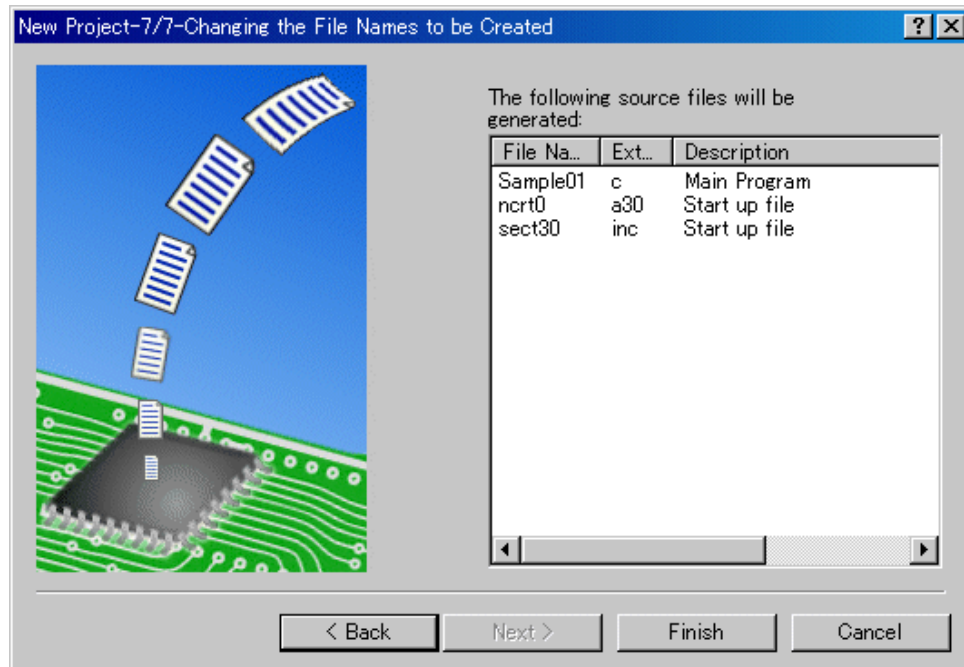 New Project-7/7-Changing the File Names to be Created
The following source files will be
generated:
File Na... Ext... Description
Sample01 c Main Program
ncrt0 a30 Start up file
sect30 inc Start up file
< Back Next > Finish Cancel